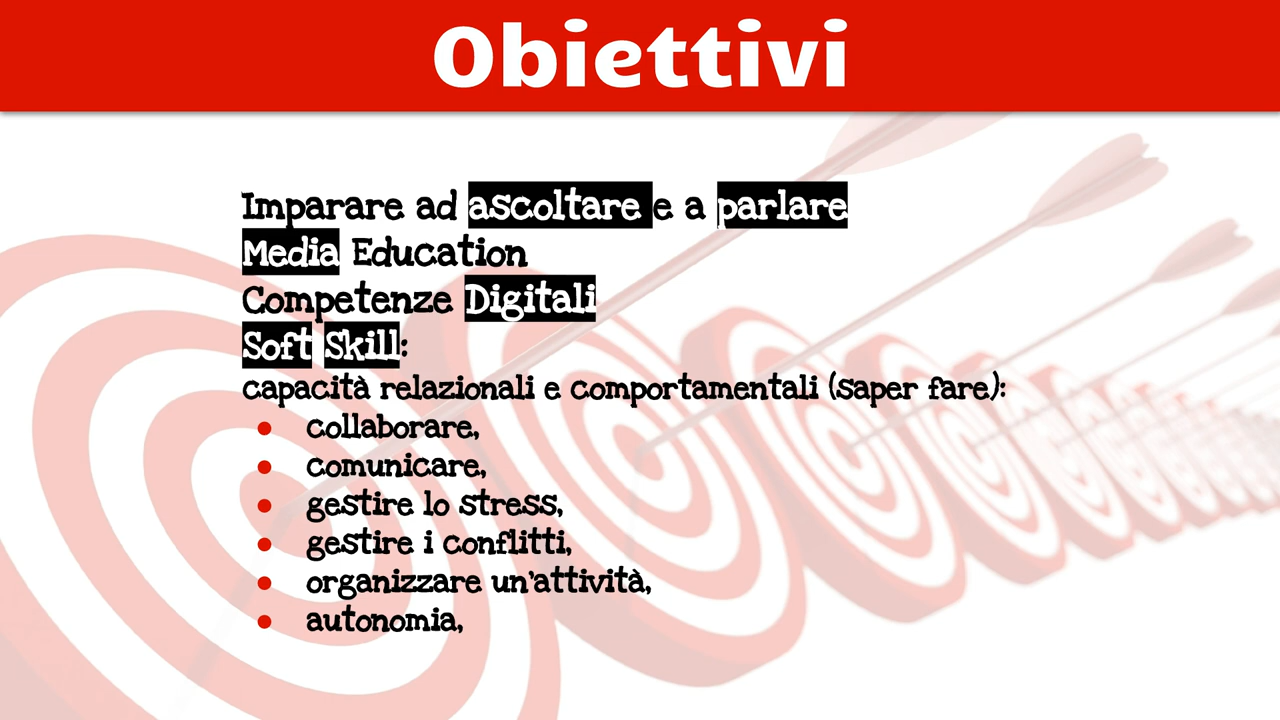 Obiettivi
Imparare ad ascoltare e a parlare
Media Education
Competenze Digitali
Soft Skill:
capacità relazionali e comportamentali (saper fare):
● collaborare,
● comunicare,
● gestire lo stress,
● gestire i conflitti,
● organizzare un'attività,
● autonomia,